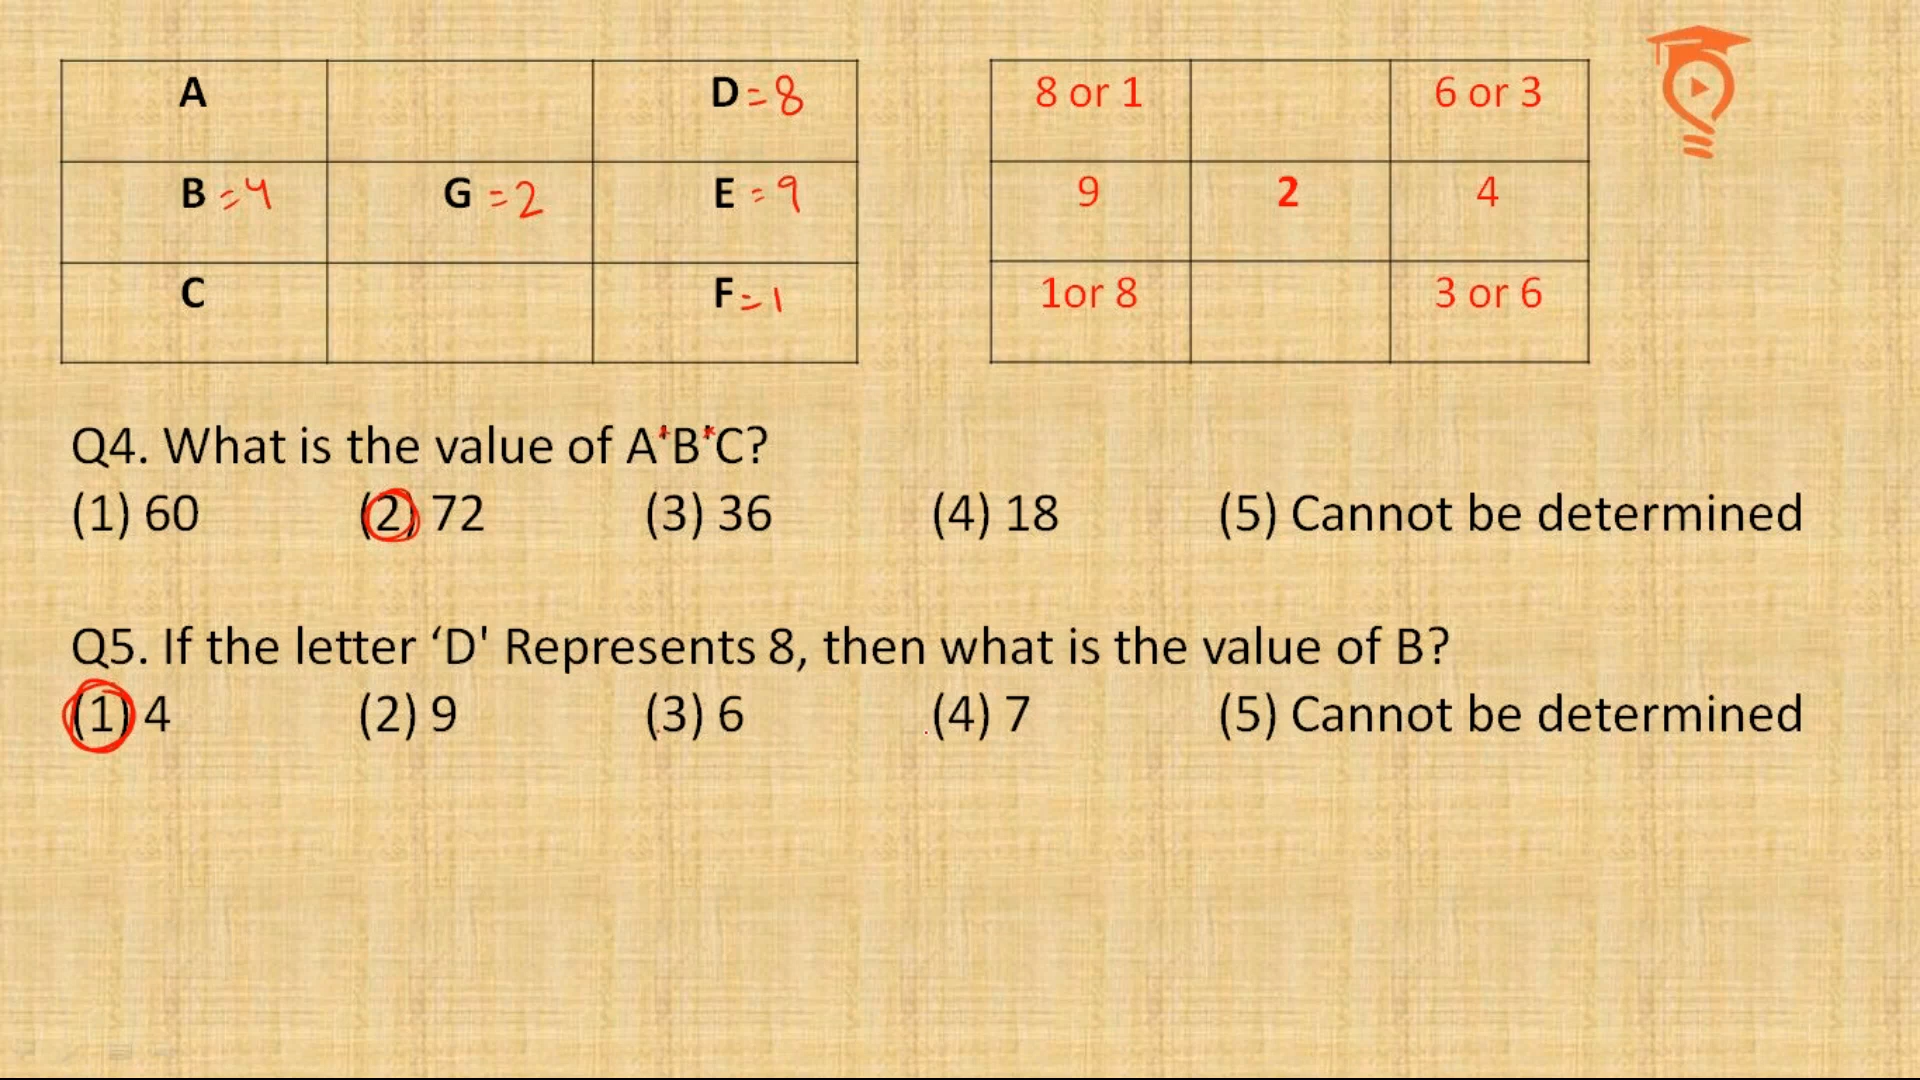 A D = 8 8 or 1 6 or 3
B = 4 G = 2 E = 9 9 2 4
C F = 1 1or 8 3 or 6
Q4. What is the value of A*B*C?
(1) 60 (2) 72 (3) 36 (4) 18 (5) Cannot be determined
Q5. If the letter ‘D' Represents 8, then what is the value of B?
(1) 4 (2) 9 (3) 6 (4) 7 (5) Cannot be determined